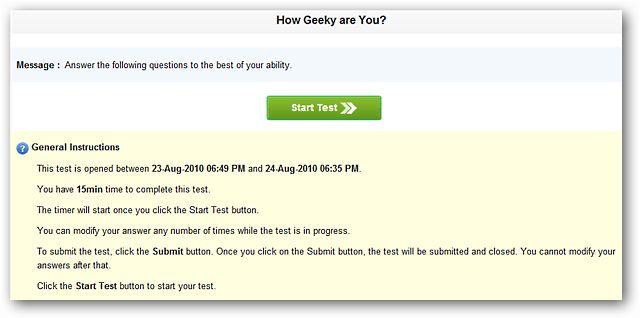 How Geeky are You?
Message : Answer the following questions to the best of your ability.
Start Test
General Instructions
This test is opened between 23-Aug-2010 06:49 PM and 24-Aug-2010 06:35 PM.
You have 15min time to complete this test.
The timer will start once you click the Start Test button.
You can modify your answer any number of times while the test is in progress.
To submit the test, click the Submit button. Once you click on the Submit button, the test will be submitted and closed. You cannot modify your
answers after that.
Click the Start Test button to start your test.